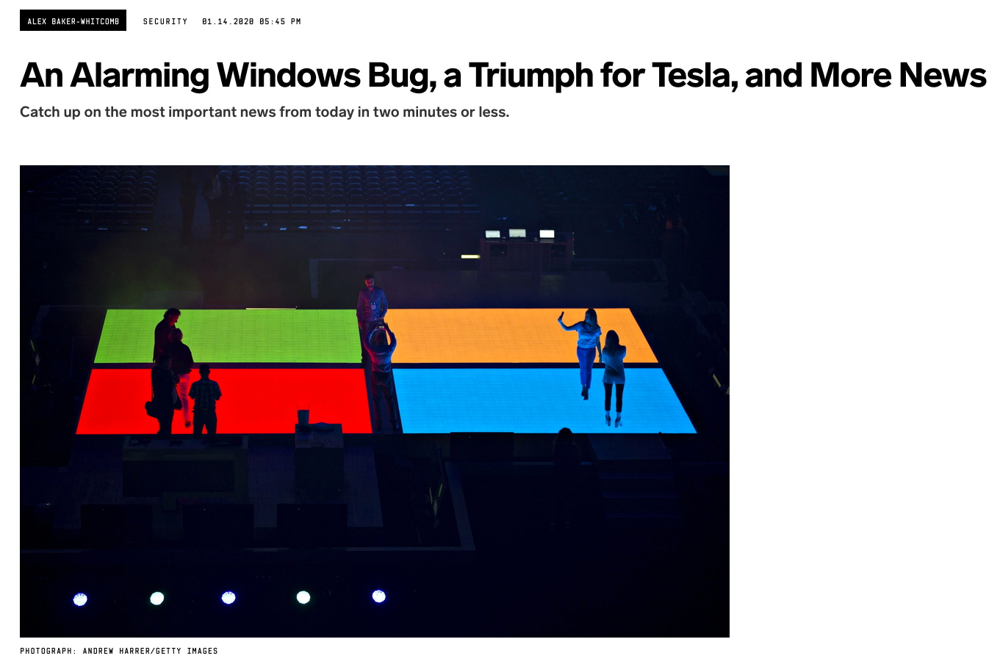 ALEX BAKER-WHITCOMB SECURITY 01.14.2020 05:45 PM
An Alarming Windows Bug, a Triumph for Tesla, and More News
Catch up on the most important news from today in two minutes or less.
PHOTOGRAPH: ANDREW HARRER/GETTY IMAGES